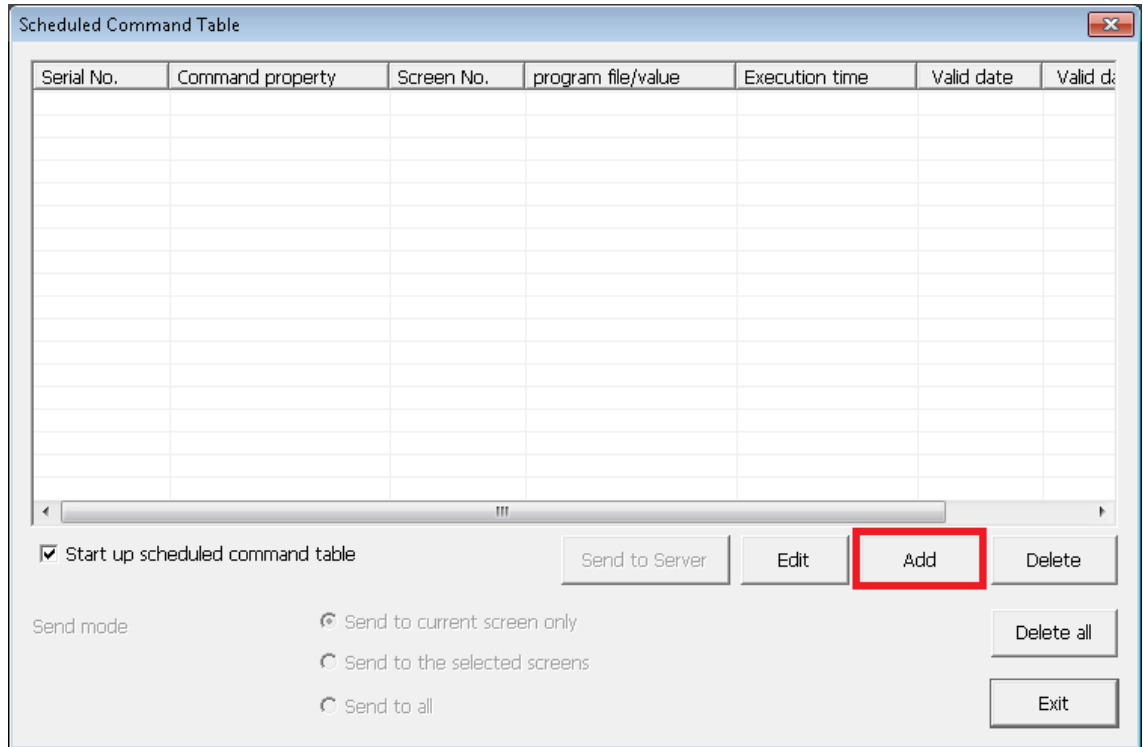 Scheduled Command Table
Serial No. Command property Screen No. program file/value Execution time Valid date Valid da
Start up scheduled command table Send to Server Edit Add Delete
Send mode Send to current screen only Delete all
Send to the selected screens
Send to all Exit